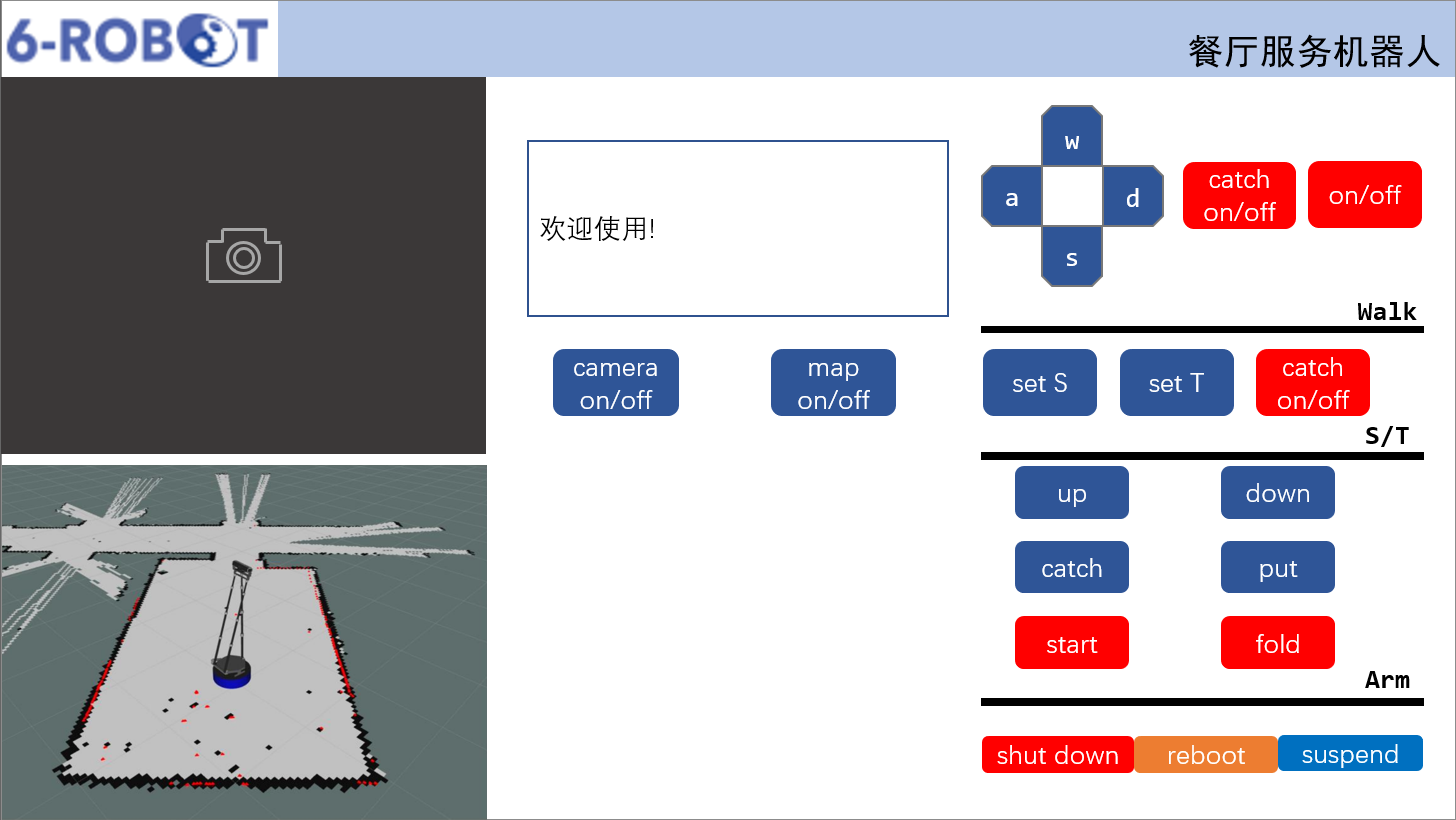 6-ROBOT
餐厅服务机器人
欢迎使用!
camera
on/off
map
on/off
w
a
d
s
catch
on/off
on/off
Walk
set S
set T
catch
on/off
S/T
up
down
catch
put
start
fold
Arm
shut down
reboot
suspend